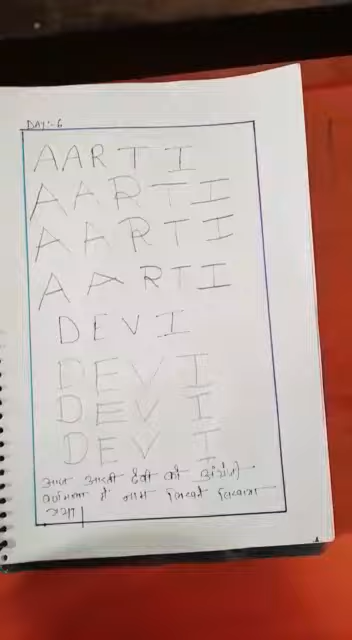 DAY:- 6
AARTI
AARTI
AARTI
AARTI
DEVI
DEVI
DEVI
DEVI
आज आरती देवी को अंग्रेजी
वर्णमाला में नाम लिखना सिखाया
गया।